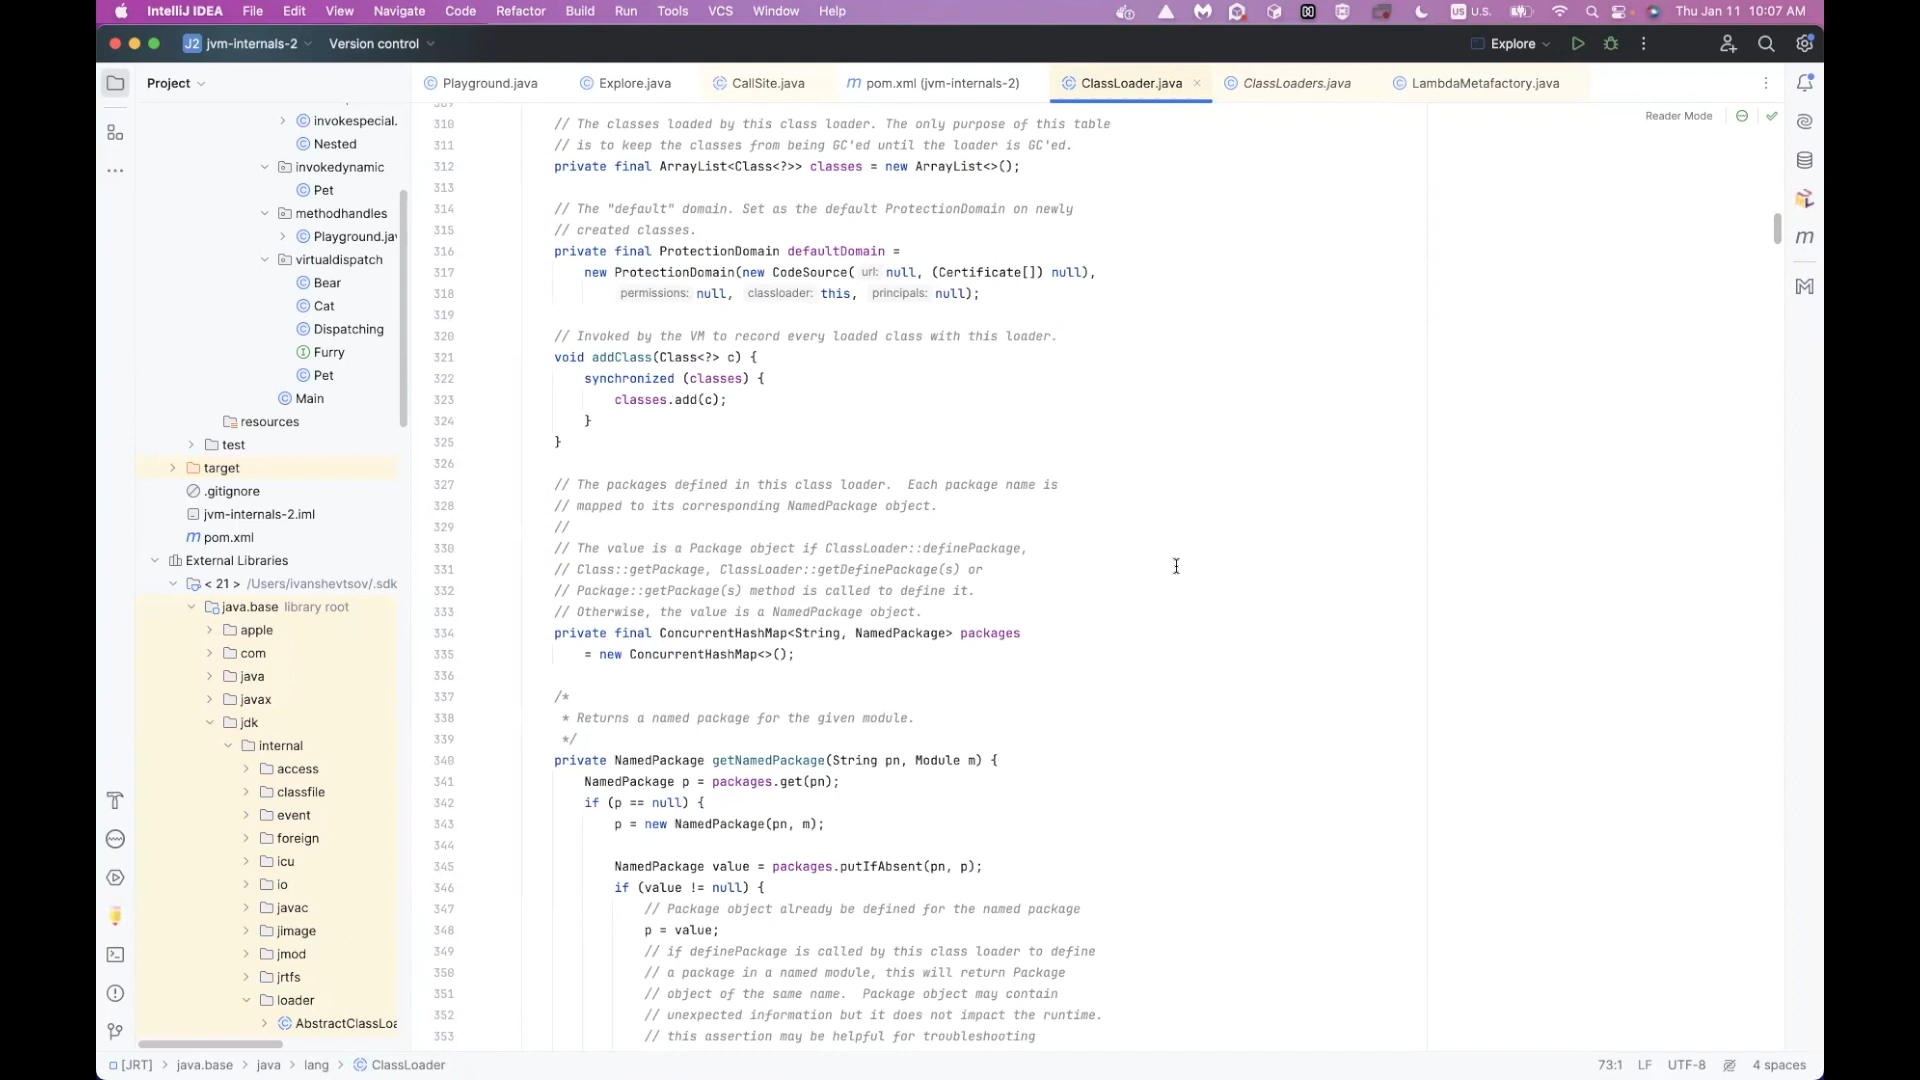 IntelliJ IDEA File Edit View Navigate Code Refactor Build Run Tools VCS Window Help U.S. Thu Jan 11 10:07 AM
J2 jvm-internals-2 Version control Explore
Project
Playground.java Explore.java CallSite.java pom.xml (jvm-internals-2) ClassLoader.java ClassLoaders.java LambdaMetafactory.java
Reader Mode
invokespecial.
Nested
invokedynamic
Pet
methodhandles
Playground.jav
virtualdispatch
Bear
Cat
Dispatching
Furry
Pet
Main
resources
test
target
.gitignore
jvm-internals-2.iml
pom.xml
External Libraries
< 21 > /Users/ivanshevtsov/.sdk
java.base library root
apple
com
java
javax
jdk
internal
access
classfile
event
foreign
icu
io
javac
jimage
jmod
jrtfs
loader
AbstractClassLoa
309
310 // The classes loaded by this class loader. The only purpose of this table
311 // is to keep the classes from being GC'ed until the loader is GC'ed.
312 private final ArrayList<Class<?>> classes = new ArrayList<>();
313
314 // The "default" domain. Set as the default ProtectionDomain on newly
315 // created classes.
316 private final ProtectionDomain defaultDomain =
317 new ProtectionDomain(new CodeSource( url: null, (Certificate[]) null),
318 permissions: null, classloader: this, principals: null);
319
320 // Invoked by the VM to record every loaded class with this loader.
321 void addClass(Class<?> c) {
322 synchronized (classes) {
323 classes.add(c);
324 }
325 }
326
327 // The packages defined in this class loader.  Each package name is
328 // mapped to its corresponding NamedPackage object.
329 //
330 // The value is a Package object if ClassLoader::definePackage,
331 // Class::getPackage, ClassLoader::getDefinePackage(s) or
332 // Package::getPackage(s) method is called to define it.
333 // Otherwise, the value is a NamedPackage object.
334 private final ConcurrentHashMap<String, NamedPackage> packages
335 = new ConcurrentHashMap<>();
336
337 /*
338 * Returns a named package for the given module.
339 */
340 private NamedPackage getNamedPackage(String pn, Module m) {
341 NamedPackage p = packages.get(pn);
342 if (p == null) {
343 p = new NamedPackage(pn, m);
344
345 NamedPackage value = packages.putIfAbsent(pn, p);
346 if (value != null) {
347 // Package object already be defined for the named package
348 p = value;
349 // if definePackage is called by this class loader to define
350 // a package in a named module, this will return Package
351 // object of the same name.  Package object may contain
352 // unexpected information but it does not impact the runtime.
353 // this assertion may be helpful for troubleshooting
[JRT] > java.base > java > lang > ClassLoader 73:1 LF UTF-8 4 spaces